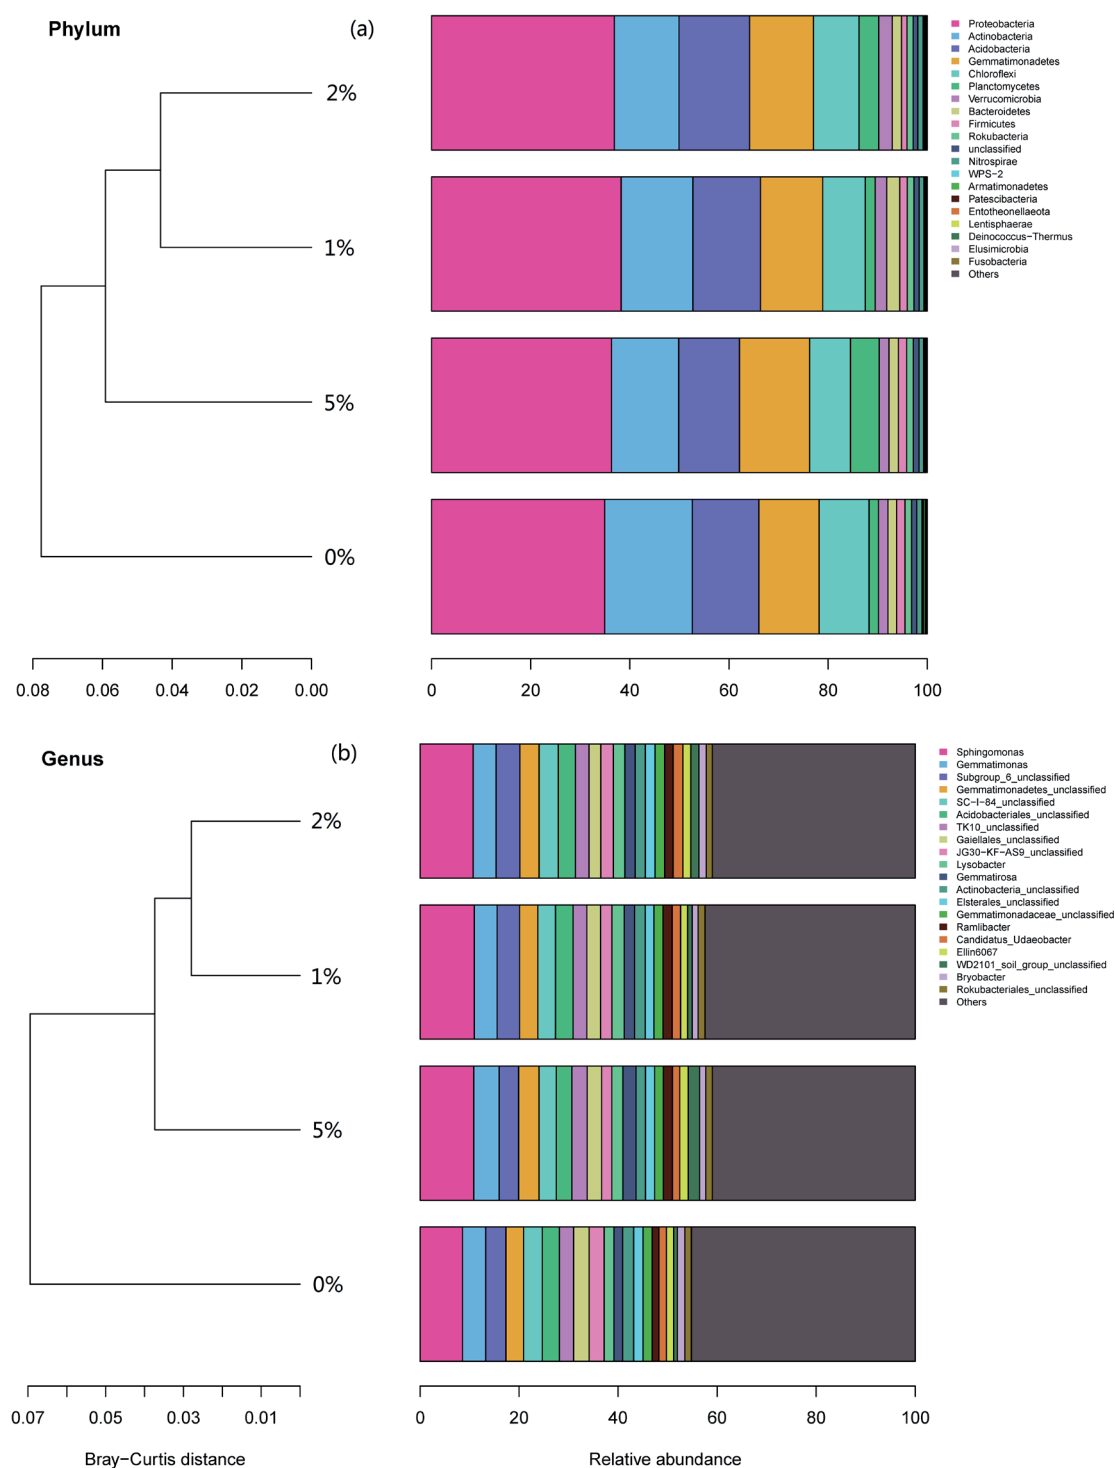 Phylum
(a)
2%
1%
5%
0%
0.08 0.06 0.04 0.02 0.00
0 20 40 60 80 100
Proteobacteria
Actinobacteria
Acidobacteria
Gemmatimonadetes
Chloroflexi
Planctomycetes
Verrucomicrobia
Bacteroidetes
Firmicutes
Rokubacteria
unclassified
Nitrospirae
WPS−2
Armatimonadetes
Patescibacteria
Entotheonellaeota
Lentisphaerae
Deinococcus−Thermus
Elusimicrobia
Fusobacteria
Others
Genus
(b)
2%
1%
5%
0%
0.07 0.05 0.03 0.01
Bray−Curtis distance
0 20 40 60 80 100
Relative abundance
Sphingomonas
Gemmatimonas
Subgroup_6_unclassified
Gemmatimonadetes_unclassified
SC−I−84_unclassified
Acidobacteriales_unclassified
TK10_unclassified
Gaiellales_unclassified
JG30−KF−AS9_unclassified
Lysobacter
Gemmatirosa
Actinobacteria_unclassified
Elsterales_unclassified
Gemmatimonadaceae_unclassified
Ramlibacter
Candidatus_Udaeobacter
Ellin6067
WD2101_soil_group_unclassified
Bryobacter
Rokubacteriales_unclassified
Others